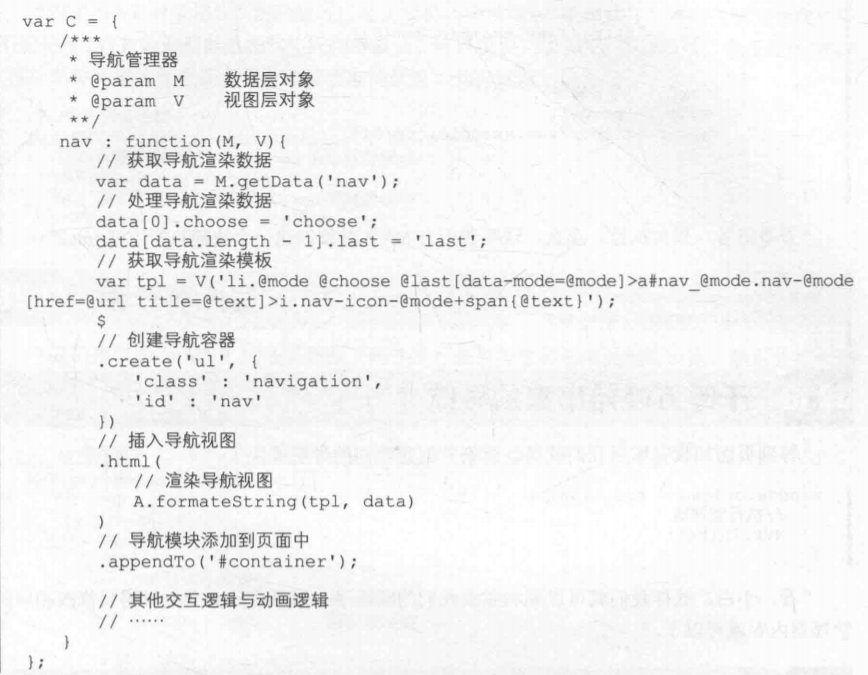 var C = {
/***
* 导航管理器
* @param M 数据层对象
* @param V 视图层对象
**/
nav : function(M, V){
// 获取导航渲染数据
var data = M.getData('nav');
// 处理导航渲染数据
data[0].choose = 'choose';
data[data.length - 1].last = 'last';
// 获取导航渲染模板
var tpl = V('li.@mode @choose @last[data-mode=@mode]>a#nav_@mode.nav-@mode
[href=@url title=@text]>i.nav-icon-@mode+span{@text}');
$
// 创建导航容器
.create('ul', {
'class' : 'navigation',
'id' : 'nav'
})
// 插入导航视图
.html(
// 渲染导航视图
A.formateString(tpl, data)
)
// 导航模块添加到页面中
.appendTo('#container');
// 其他交互逻辑与动画逻辑
// ……
}
};